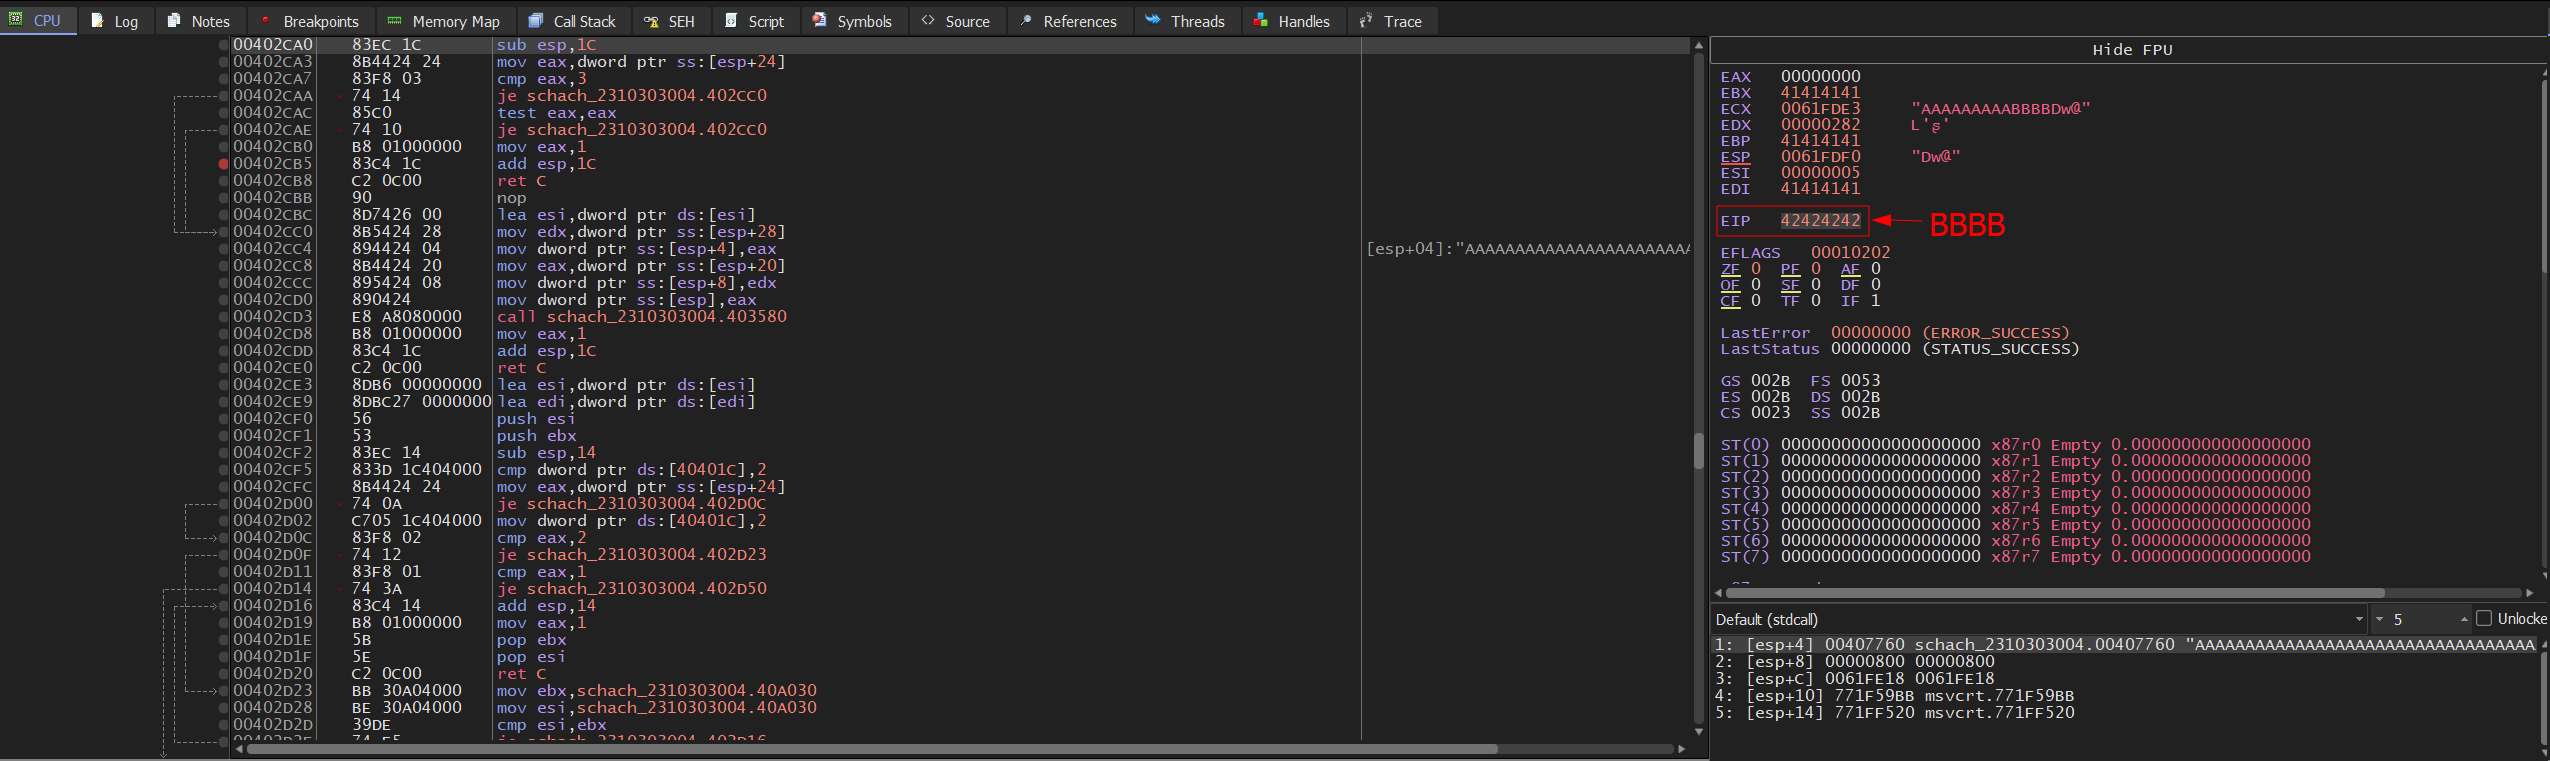 CPU Log Notes Breakpoints Memory Map Call Stack SEH Script Symbols Source References Threads Handles Trace
00402CA0 83EC 1C sub esp,1C
00402CA3 8B4424 24 mov eax,dword ptr ss:[esp+24]
00402CA7 83F8 03 cmp eax,3
00402CAA 74 14 je schach_2310303004.402CC0
00402CAC 85C0 test eax,eax
00402CAE 74 10 je schach_2310303004.402CC0
00402CB0 B8 01000000 mov eax,1
00402CB5 83C4 1C add esp,1C
00402CB8 C2 0C00 ret C
00402CBB 90 nop
00402CBC 8D7426 00 lea esi,dword ptr ds:[esi]
00402CC0 8B5424 28 mov edx,dword ptr ss:[esp+28]
00402CC4 894424 04 mov dword ptr ss:[esp+4],eax [esp+04]:"AAAAAAAAAAAAAAAAAAAAAAA
00402CC8 8B4424 20 mov eax,dword ptr ss:[esp+20]
00402CCC 895424 08 mov dword ptr ss:[esp+8],edx
00402CD0 890424 mov dword ptr ss:[esp],eax
00402CD3 E8 A8080000 call schach_2310303004.403580
00402CD8 B8 01000000 mov eax,1
00402CDD 83C4 1C add esp,1C
00402CE0 C2 0C00 ret C
00402CE3 8DB6 00000000 lea esi,dword ptr ds:[esi]
00402CE9 8DBC27 0000000 lea edi,dword ptr ds:[edi]
00402CF0 56 push esi
00402CF1 53 push ebx
00402CF2 83EC 14 sub esp,14
00402CF5 833D 1C404000 cmp dword ptr ds:[40401C],2
00402CFC 8B4424 24 mov eax,dword ptr ss:[esp+24]
00402D00 74 0A je schach_2310303004.402D0C
00402D02 C705 1C404000 mov dword ptr ds:[40401C],2
00402D0C 83F8 02 cmp eax,2
00402D0F 74 12 je schach_2310303004.402D23
00402D11 83F8 01 cmp eax,1
00402D14 74 3A je schach_2310303004.402D50
00402D16 83C4 14 add esp,14
00402D19 B8 01000000 mov eax,1
00402D1E 5B pop ebx
00402D1F 5E pop esi
00402D20 C2 0C00 ret C
00402D23 BB 30A04000 mov ebx,schach_2310303004.40A030
00402D28 BE 30A04000 mov esi,schach_2310303004.40A030
00402D2D 39DE cmp esi,ebx
Hide FPU
EAX 00000000
EBX 41414141
ECX 0061FDE3 "AAAAAAAAABBBBDw@"
EDX 00000282
EBP 41414141
ESP 0061FDF0 "Dw@"
ESI 00000005
EDI 41414141
EIP 42424242 BBBB
EFLAGS 00010202
ZF 0 PF 0 AF 0
OF 0 SF 0 DF 0
CF 0 TF 0 IF 1
LastError 00000000 (ERROR_SUCCESS)
LastStatus 00000000 (STATUS_SUCCESS)
GS 002B FS 0053
ES 002B DS 002B
CS 0023 SS 002B
ST(0) 00000000000000000000 x87r0 Empty 0.000000000000000000
ST(1) 00000000000000000000 x87r1 Empty 0.000000000000000000
ST(2) 00000000000000000000 x87r2 Empty 0.000000000000000000
ST(3) 00000000000000000000 x87r3 Empty 0.000000000000000000
ST(4) 00000000000000000000 x87r4 Empty 0.000000000000000000
ST(5) 00000000000000000000 x87r5 Empty 0.000000000000000000
ST(6) 00000000000000000000 x87r6 Empty 0.000000000000000000
ST(7) 00000000000000000000 x87r7 Empty 0.000000000000000000
Default (stdcall) 5 Unlocke
1: [esp+4] 00407760 schach_2310303004.00407760 "AAAAAAAAAAAAAAAAAAAAAAAAAAAAAAAAAA
2: [esp+8] 00000800 00000800
3: [esp+C] 0061FE18 0061FE18
4: [esp+10] 771F59BB msvcrt.771F59BB
5: [esp+14] 771FF520 msvcrt.771FF520